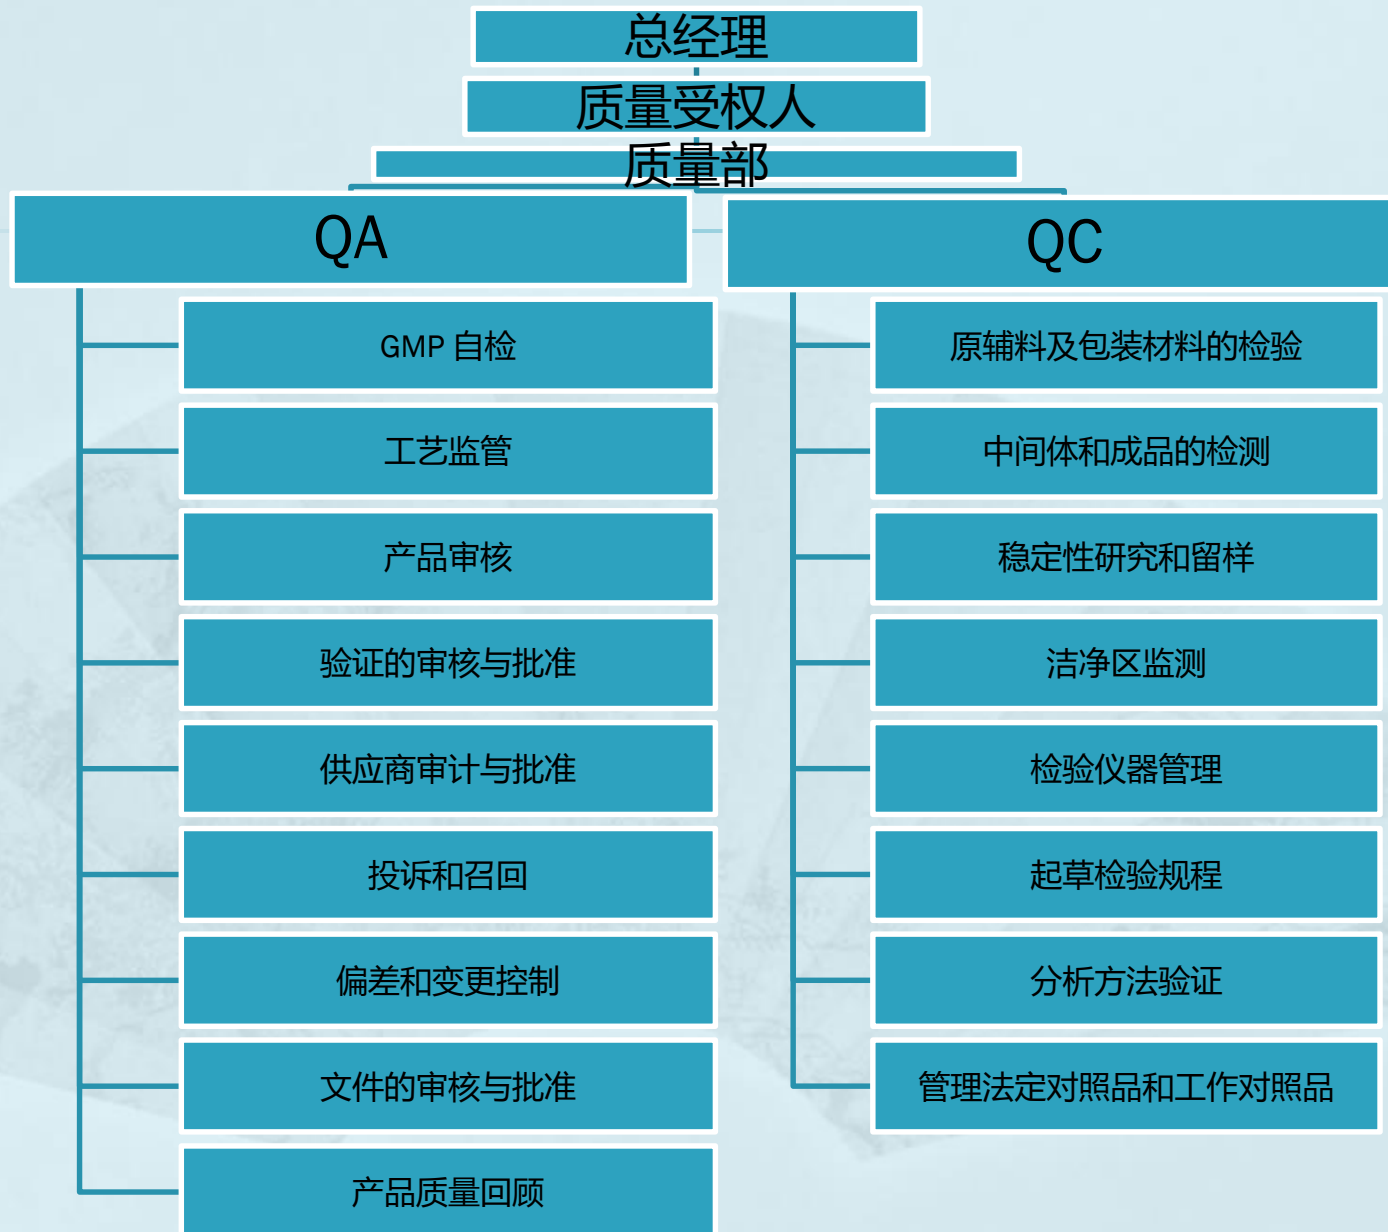 总经理
质量受权人
质量部
QA
GMP 自检
工艺监管
产品审核
验证的审核与批准
供应商审计与批准
投诉和召回
偏差和变更控制
文件的审核与批准
产品质量回顾
QC
原辅料及包装材料的检验
中间体和成品的检测
稳定性研究和留样
洁净区监测
检验仪器管理
起草检验规程
分析方法验证
管理法定对照品和工作对照品